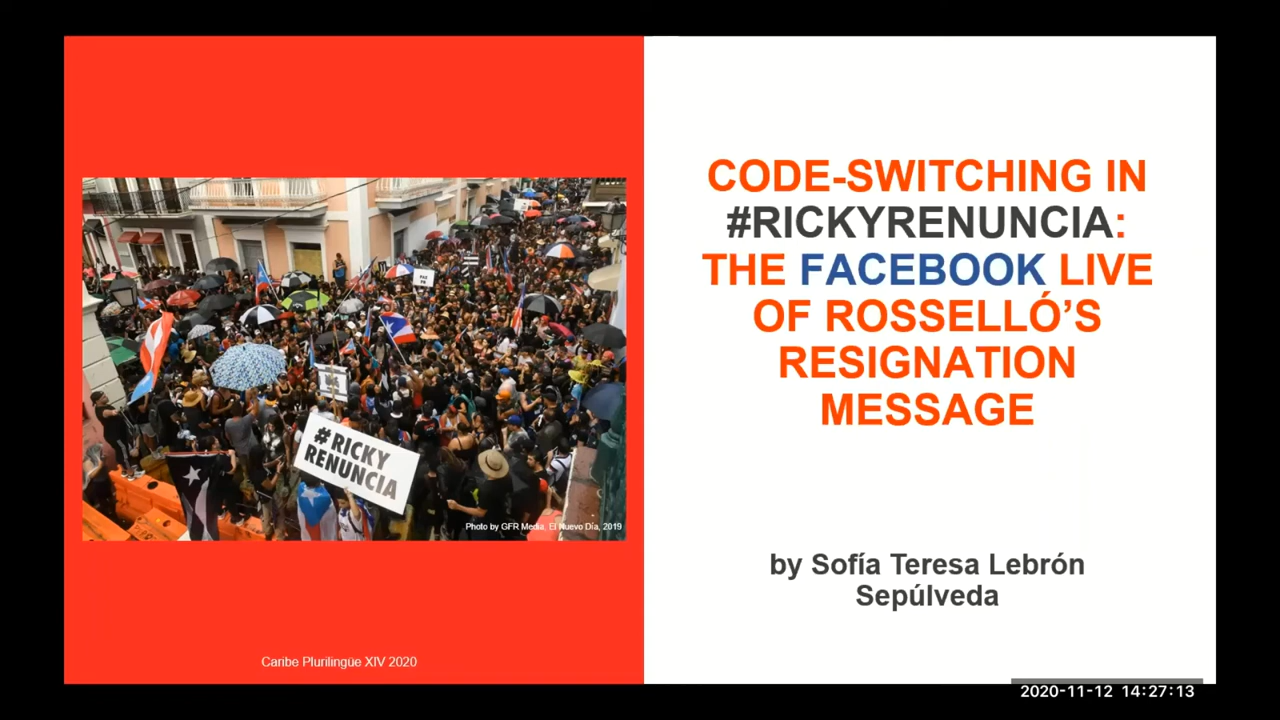 CODE-SWITCHING IN
#RICKYRENUNCIA:
THE FACEBOOK LIVE
OF ROSSELLÓ’S
RESIGNATION
MESSAGE
by Sofía Teresa Lebrón
Sepúlveda
#RICKY
RENUNCIA
Photo by GFR Media, El Nuevo Día, 2019
Caribe Plurilingüe XIV 2020
2020-11-12 14:27:13